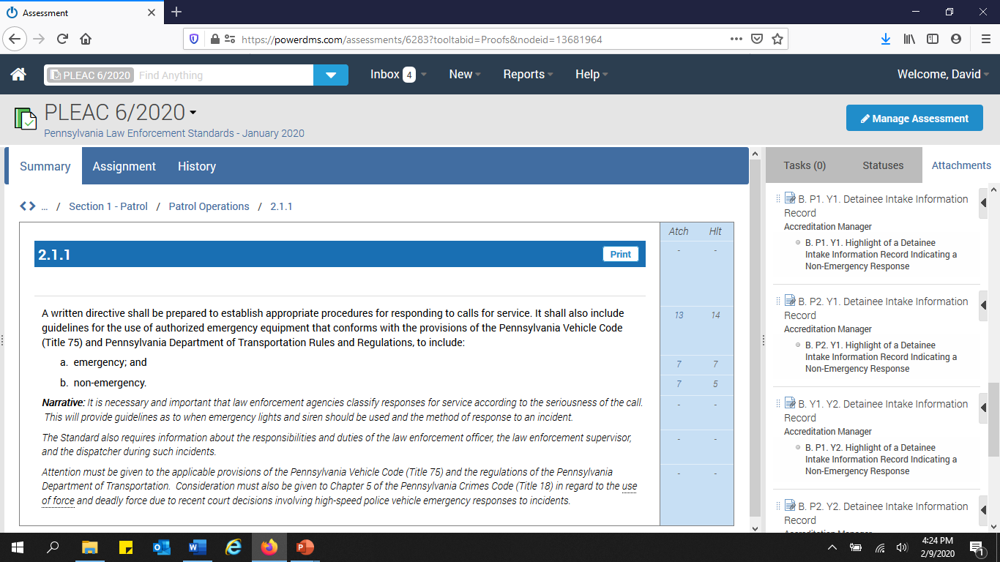 Assessment
https://powerdms.com/assessments/6283?tooltabid=Proofs&nodeid=13681964
PLEAC 6/2020 Find Anything
Inbox 4 New Reports Help Welcome, David
PLEAC 6/2020
Pennsylvania Law Enforcement Standards - January 2020
Manage Assessment
Summary Assignment History
... / Section 1 - Patrol / Patrol Operations / 2.1.1
Atch Hlt
2.1.1 Print
- -
A written directive shall be prepared to establish appropriate procedures for responding to calls for service. It shall also include
guidelines for the use of authorized emergency equipment that conforms with the provisions of the Pennsylvania Vehicle Code
(Title 75) and Pennsylvania Department of Transportation Rules and Regulations, to include:
13 14
a. emergency; and
7 7
b. non-emergency.
7 5
Narrative: It is necessary and important that law enforcement agencies classify responses for service according to the seriousness of the call.
This will provide guidelines as to when emergency lights and siren should be used and the method of response to an incident.
- -
The Standard also requires information about the responsibilities and duties of the law enforcement officer, the law enforcement supervisor,
and the dispatcher during such incidents.
- -
Attention must be given to the applicable provisions of the Pennsylvania Vehicle Code (Title 75) and the regulations of the Pennsylvania
Department of Transportation. Consideration must also be given to Chapter 5 of the Pennsylvania Crimes Code (Title 18) in regard to the use
of force and deadly force due to recent court decisions involving high-speed police vehicle emergency responses to incidents.
- -
Tasks (0) Statuses Attachments
B. P1. Y1. Detainee Intake Information
Record
Accreditation Manager
B. P1. Y1. Highlight of a Detainee
Intake Information Record Indicating a
Non-Emergency Response
B. P2. Y1. Detainee Intake Information
Record
Accreditation Manager
B. P2. Y1. Highlight of a Detainee
Intake Information Record Indicating a
Non-Emergency Response
B. Y1. Y2. Detainee Intake Information
Record
Accreditation Manager
B. P1. Y2. Highlight of a Detainee
Intake Information Record Indicating a
Non-Emergency Response
B. P2. Y2. Detainee Intake Information
Record
Accreditation Manager
4:24 PM
2/9/2020
1